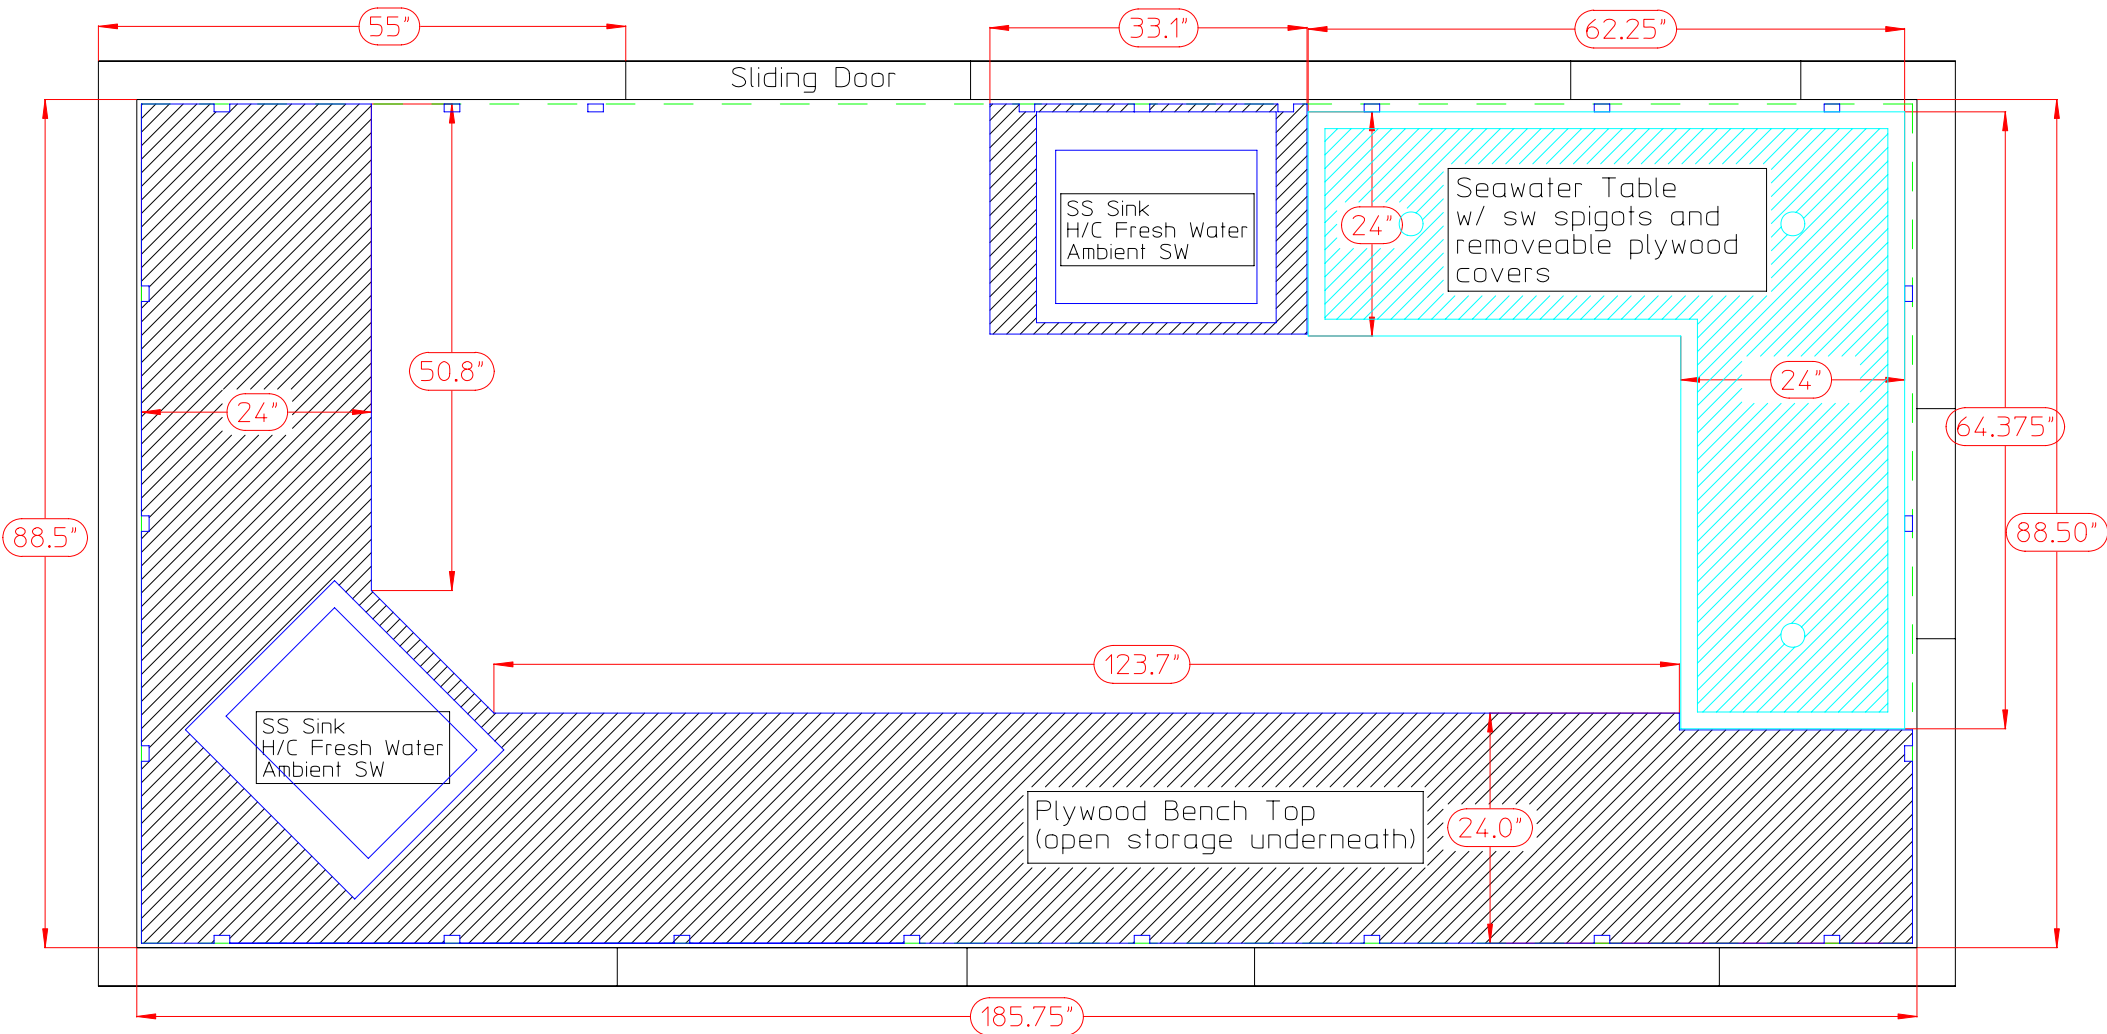 55"
33.1"
62.25"
Sliding Door
SS Sink
H/C Fresh Water
Ambient SW
24"
Seawater Table
w/ sw spigots and
removeable plywood
covers
50.8"
24"
24"
64.375"
88.5"
88.50"
123.7"
SS Sink
H/C Fresh Water
Ambient SW
Plywood Bench Top
(open storage underneath)
24.0"
185.75"